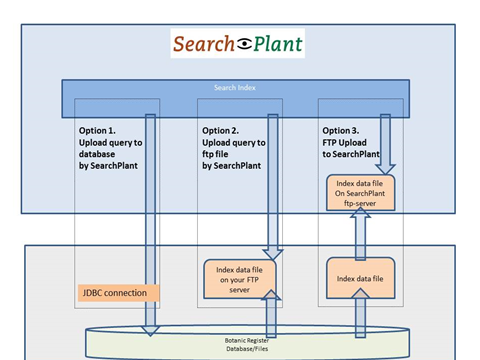 Search Plant
Search Index
Option 1.
Upload query to
database
by SearchPlant
Option 2.
Upload query to
ftp file
by SearchPlant
Option 3.
FTP Upload
to SearchPlant
Index data file
On SearchPlant
ftp-server
Index data file
on your FTP
server
Index data file
JDBC connection
Botanic Register
Database/Files